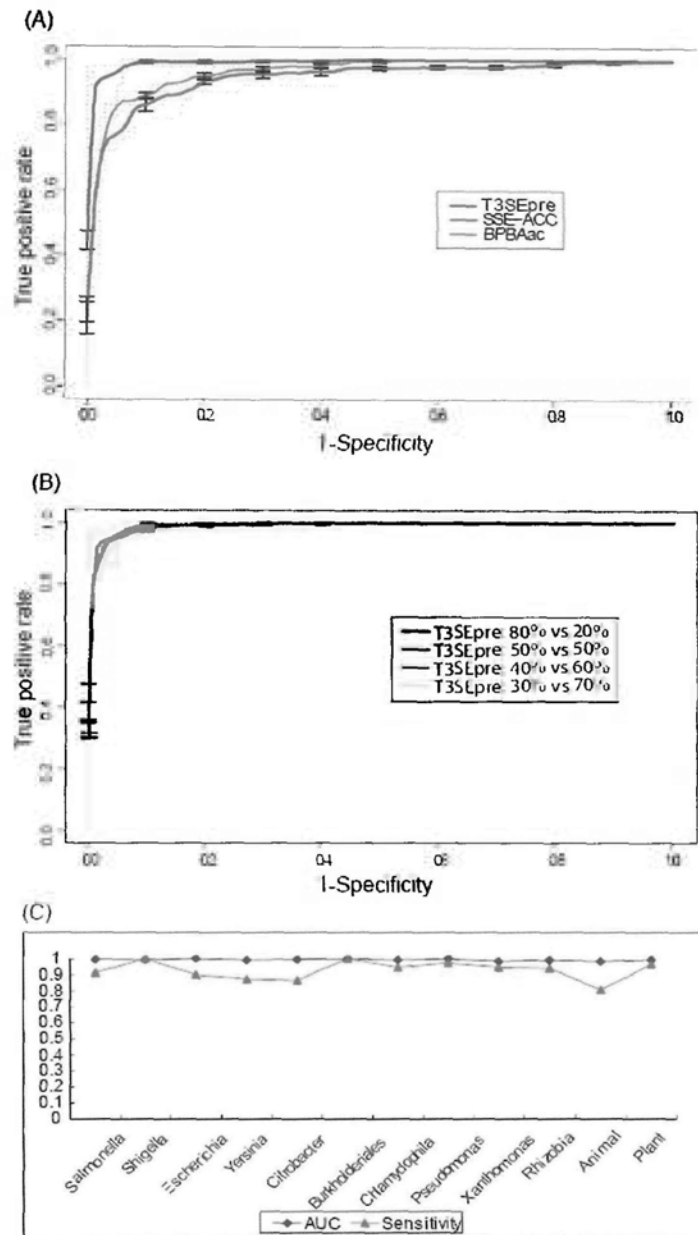 (A)
True positive rate
1.0
0.8
0.6
0.4
0.2
0.0
T3SEpre
SSE-ACC
BPBAac
0.0 0.2 0.4 0.6 0.8 1.0
1-Specificity
(B)
True positive rate
1.0
0.8
0.6
0.4
0.2
0.0
T3SEpre 80% vs 20%
T3SEpre 50% vs 50%
T3SEpre 40% vs 60%
T3SEpre 30% vs 70%
0.0 0.2 0.4 0.6 0.8 1.0
1-Specificity
(C)
1
0.9
0.8
0.7
0.6
0.5
0.4
0.3
0.2
0.1
0
Salmonella
Shigella
Escherichia
Yersinia
Citrobacter
Burkholderiales
Chlamydophila
Pseudomonas
Xanthomonas
Rhizobia
Animal
Plant
AUC Sensitivity